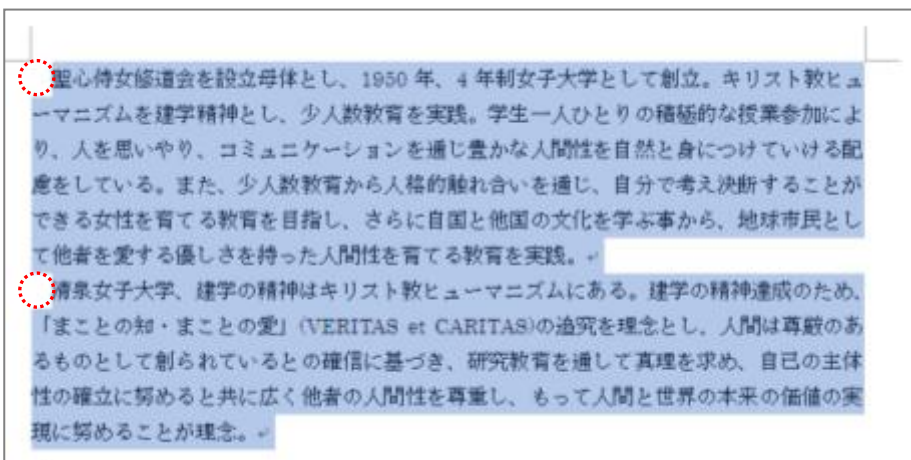 聖心侍女修道会を設立母体とし、1950 年、4 年制女子大学として創立。キリスト教ヒュ
ーマニズムを建学精神とし、少人数教育を実践。学生一人ひとりの積極的な授業参加によ
り、人を思いやり、コミュニケーションを通じ豊かな人間性を自然と身につけていける配
慮をしている。また、少人数教育から人格的触れ合いを通じ、自分で考え決断することが
できる女性を育てる教育を目指し、さらに自国と他国の文化を学ぶ事から、地球市民とし
て他者を愛する優しさを持った人間性を育てる教育を実践。
清泉女子大学、建学の精神はキリスト教ヒューマニズムにある。建学の精神達成のため、
「まことの知・まことの愛」(VERITAS et CARITAS)の追究を理念とし、人間は尊厳のあ
るものとして創られているとの確信に基づき、研究教育を通して真理を求め、自己の主体
性の確立に努めると共に広く他者の人間性を尊重し、もって人間と世界の本来の価値の実
現に努めることが理念。